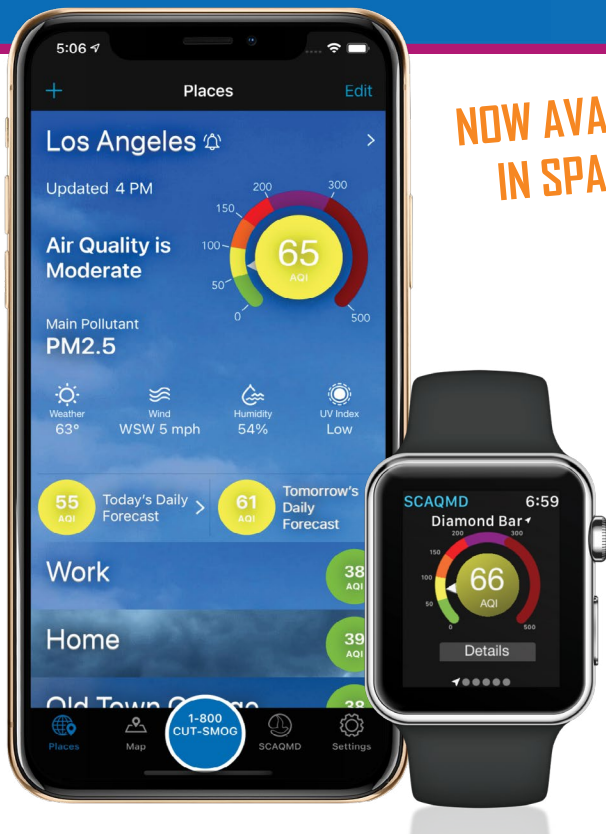 5:06
Places
Edit
Los Angeles
Updated 4 PM
Air Quality is
Moderate
Main Pollutant
PM2.5
0
50
100
150
200
300
500
65
AQI
Weather
63°
Wind
WSW 5 mph
Humidity
54%
UV Index
Low
55
AQI
Today's Daily
Forecast
61
AQI
Tomorrow's
Daily
Forecast
Work
38
AQI
Home
39
AQI
Old Town
38
Places
Map
1-800
CUT-SMOG
SCAQMD
Settings
NOW AVA
IN SPA
SCAQMD
6:59
Diamond Bar
0
50
100
150
200
300
500
66
AQI
Details